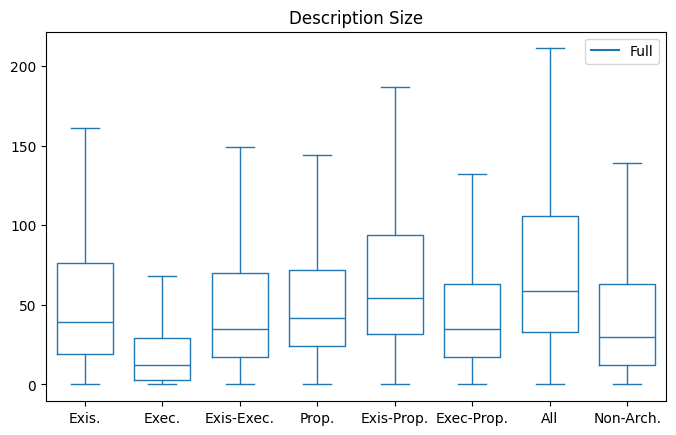 Description Size
Full
200
150
100
50
0
Exis. Exec. Exis-Exec. Prop. Exis-Prop. Exec-Prop. All Non-Arch.